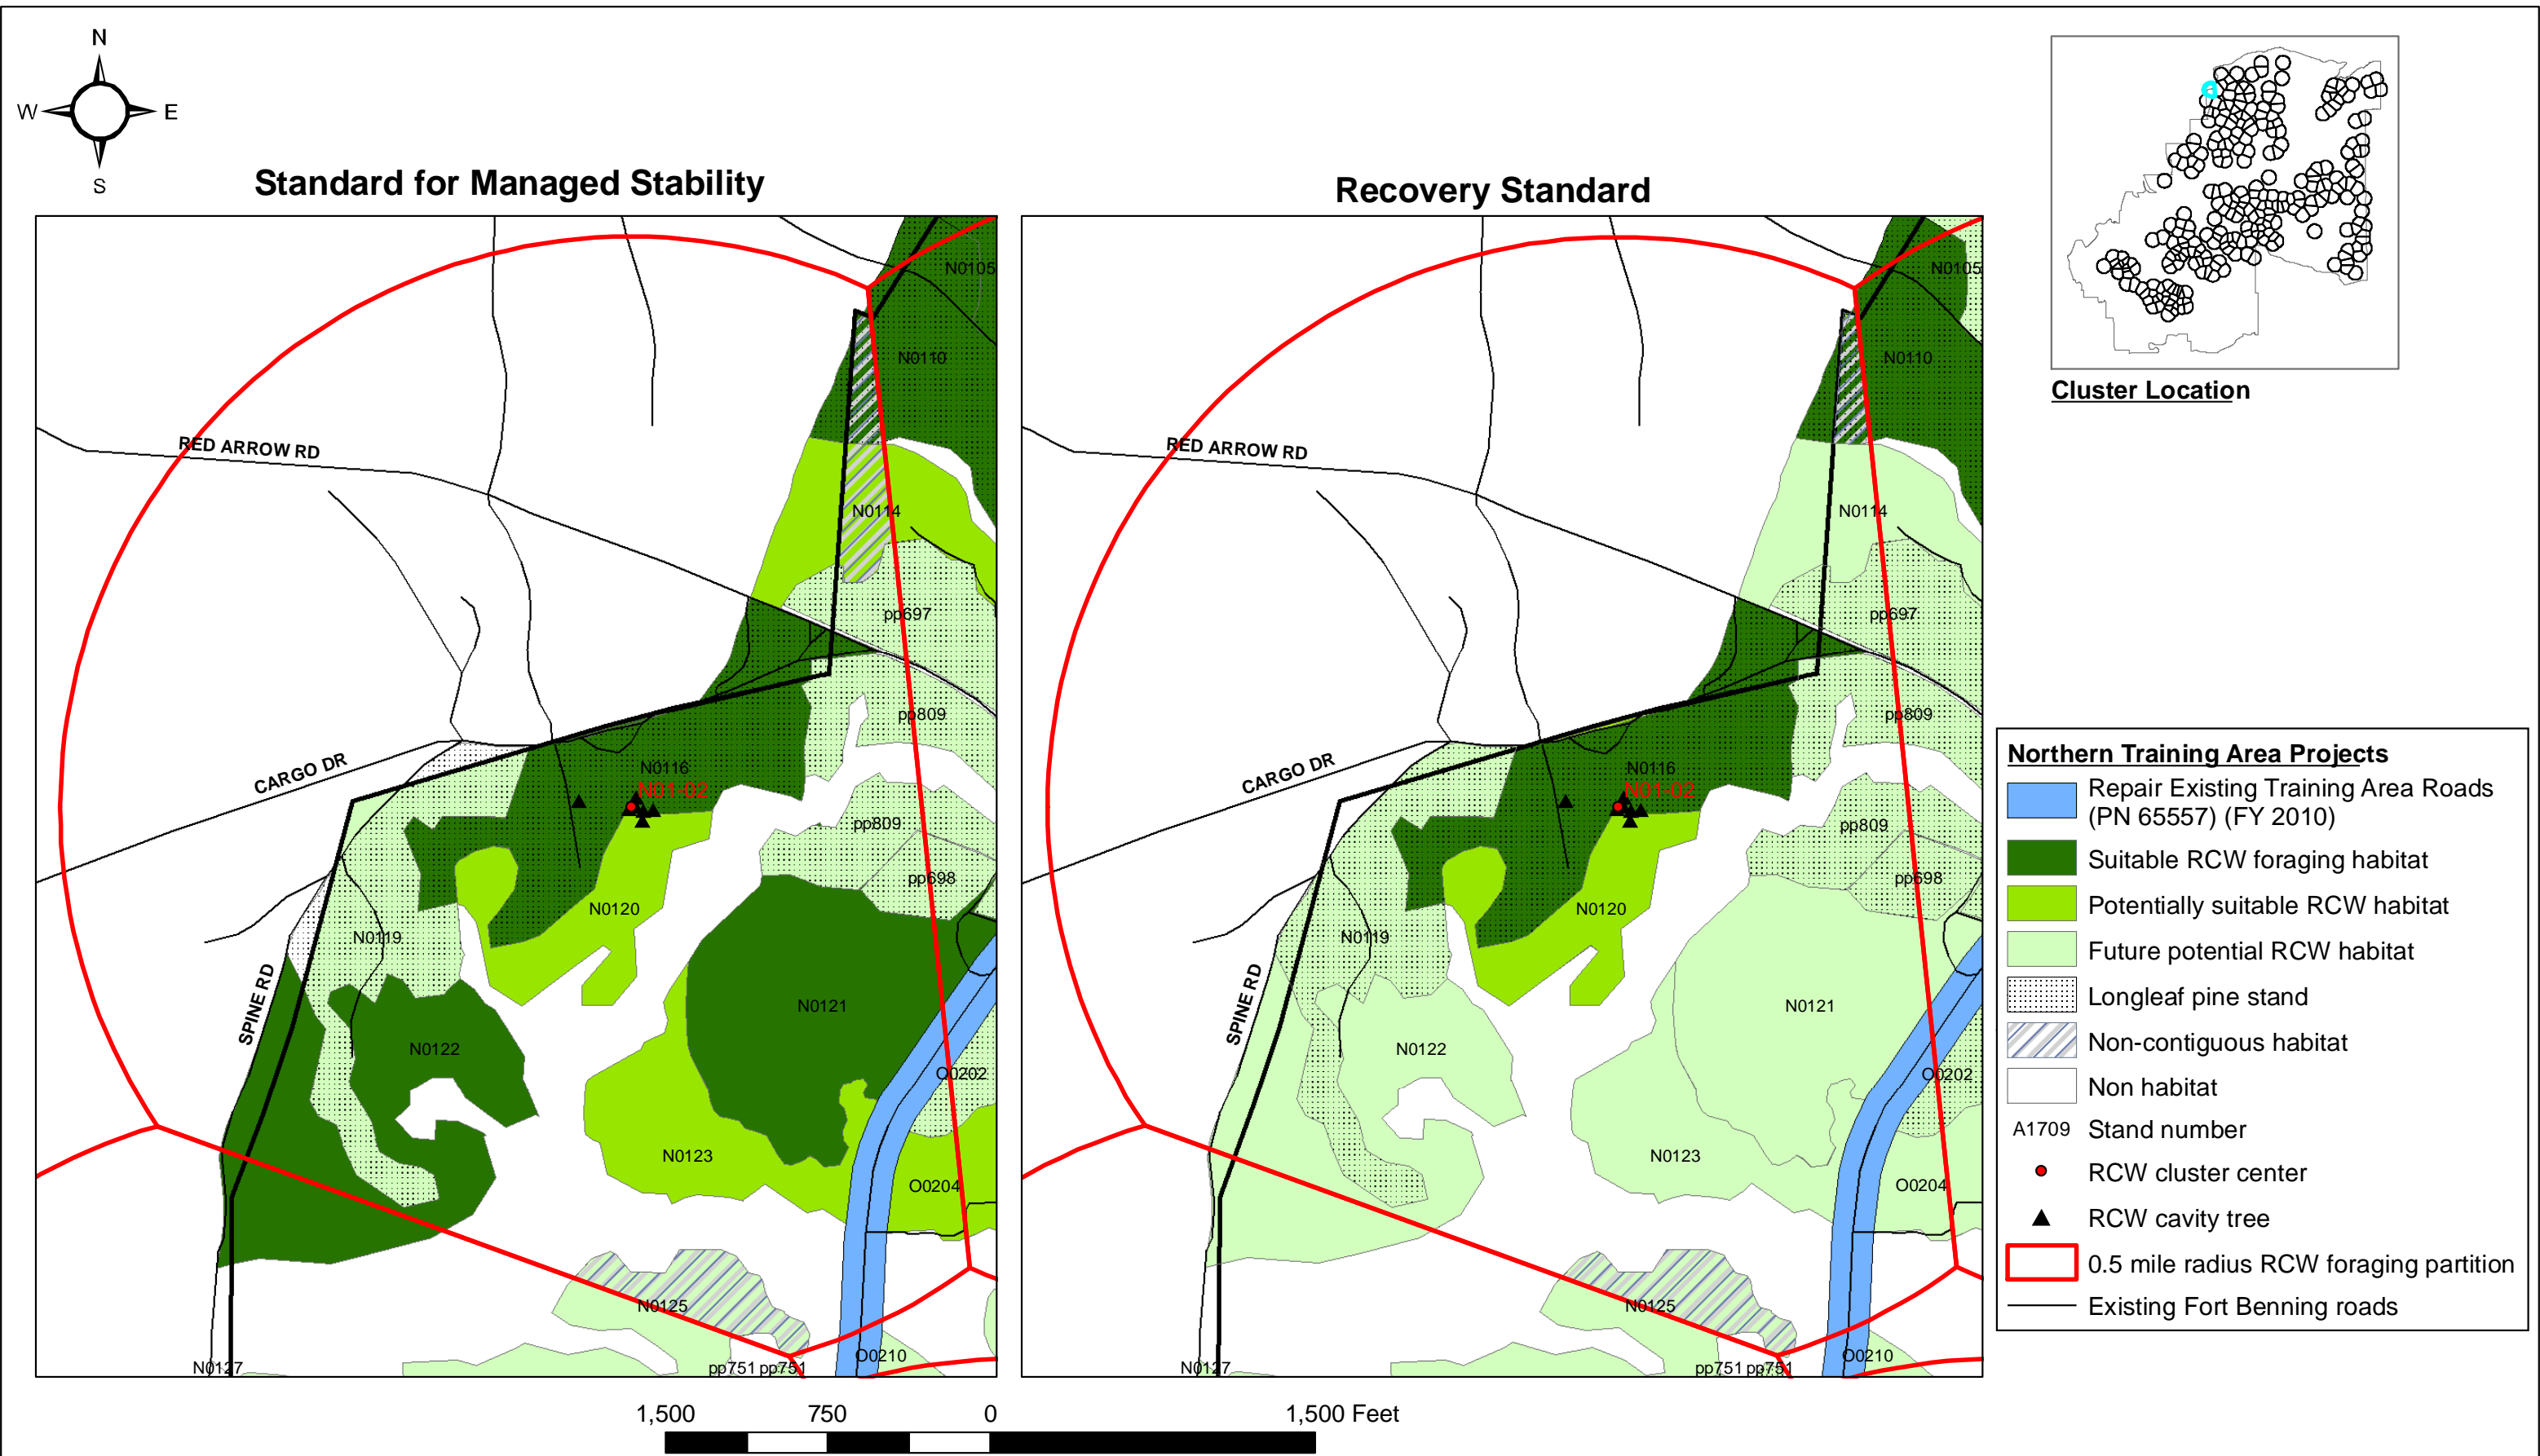 N
W E
S
Standard for Managed Stability
Recovery Standard
Cluster Location
N0105
N0110
RED ARROW RD
N0114
pp697
pp809
CARGO DR
N0116
N01-02
pp809
pp698
N0120
N0119
SPINE RD
N0121
N0122
O0202
N0123
O0204
N0125
O0210
N0127
pp751 pp751
N0105
N0110
RED ARROW RD
N0114
pp697
pp809
CARGO DR
N0116
N01-02
pp809
pp698
N0120
N0119
SPINE RD
N0121
N0122
O0202
N0123
O0204
N0125
O0210
N0127
pp751 pp751
Northern Training Area Projects
Repair Existing Training Area Roads
(PN 65557) (FY 2010)
Suitable RCW foraging habitat
Potentially suitable RCW habitat
Future potential RCW habitat
Longleaf pine stand
Non-contiguous habitat
Non habitat
A1709 Stand number
RCW cluster center
RCW cavity tree
0.5 mile radius RCW foraging partition
Existing Fort Benning roads
1,500 750 0 1,500 Feet